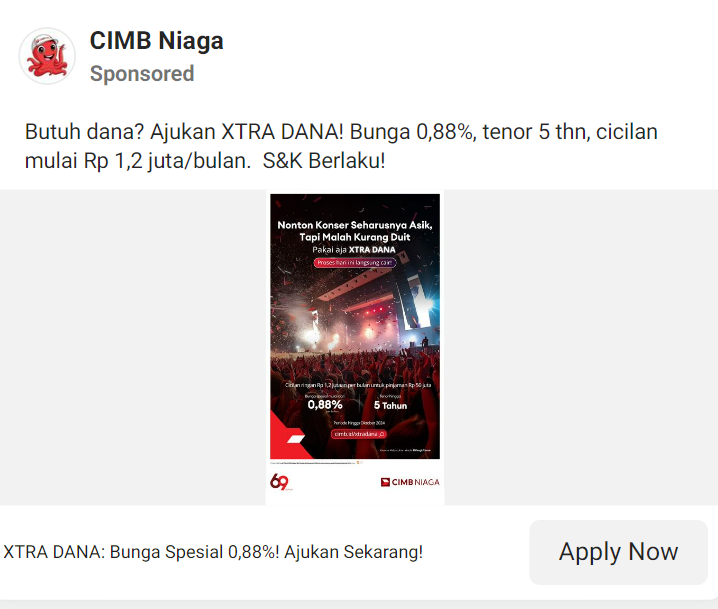 CIMB Niaga
Sponsored
Butuh dana? Ajukan XTRA DANA! Bunga 0,88%, tenor 5 thn, cicilan
mulai Rp 1,2 juta/bulan.  S&K Berlaku!
Nonton Konser Seharusnya Asik,
Tapi Malah Kurang Duit
Pakai aja XTRA DANA
Proses hari ini langsung cair!
Cicilan ringan Rp 1,2 jutaan per bulan untuk pinjaman Rp 50 juta
0,88%
5 Tahun
Periode hingga Oktober 2024
cimb.id/xtradana
69
CIMB NIAGA
XTRA DANA: Bunga Spesial 0,88%! Ajukan Sekarang!
Apply Now